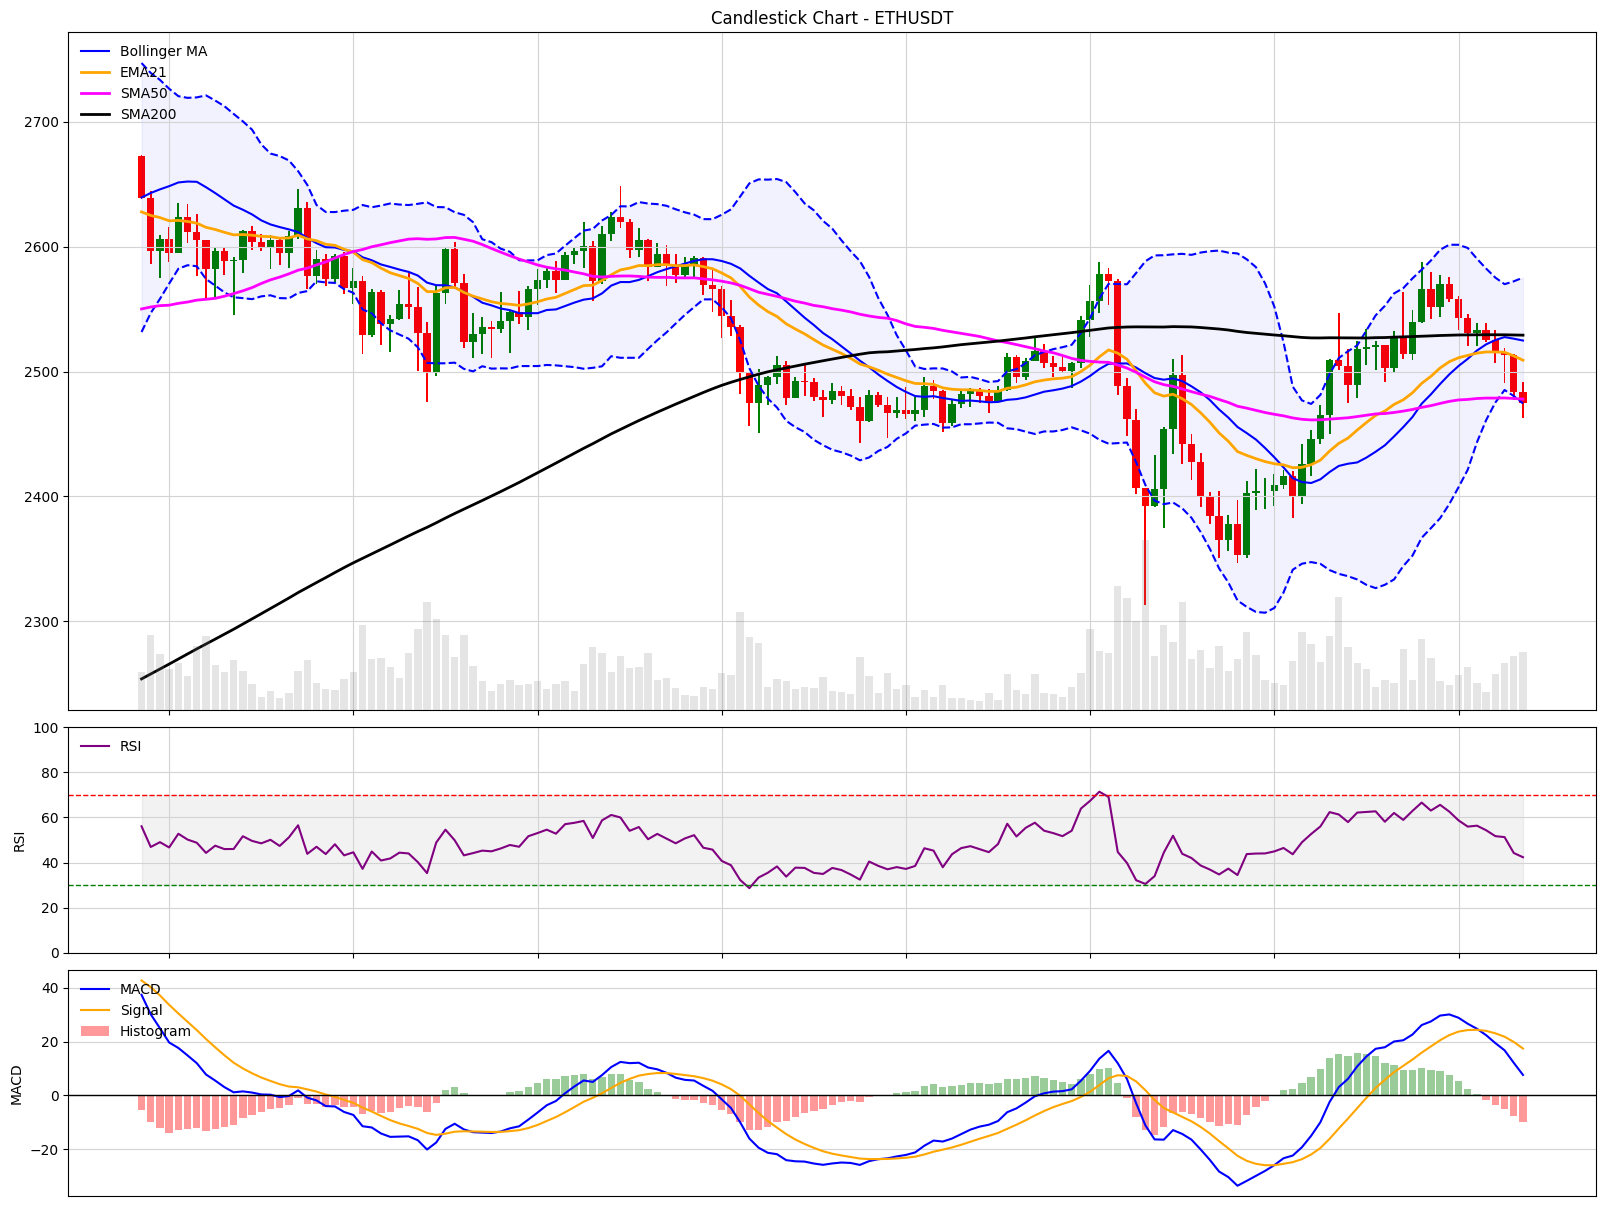 Candlestick Chart - ETHUSDT
Bollinger MA
EMA21
SMA50
SMA200
2700
2600
2500
2400
2300
RSI
100
80
60
40
20
0
RSI
MACD
Signal
Histogram
40
20
0
−20
MACD